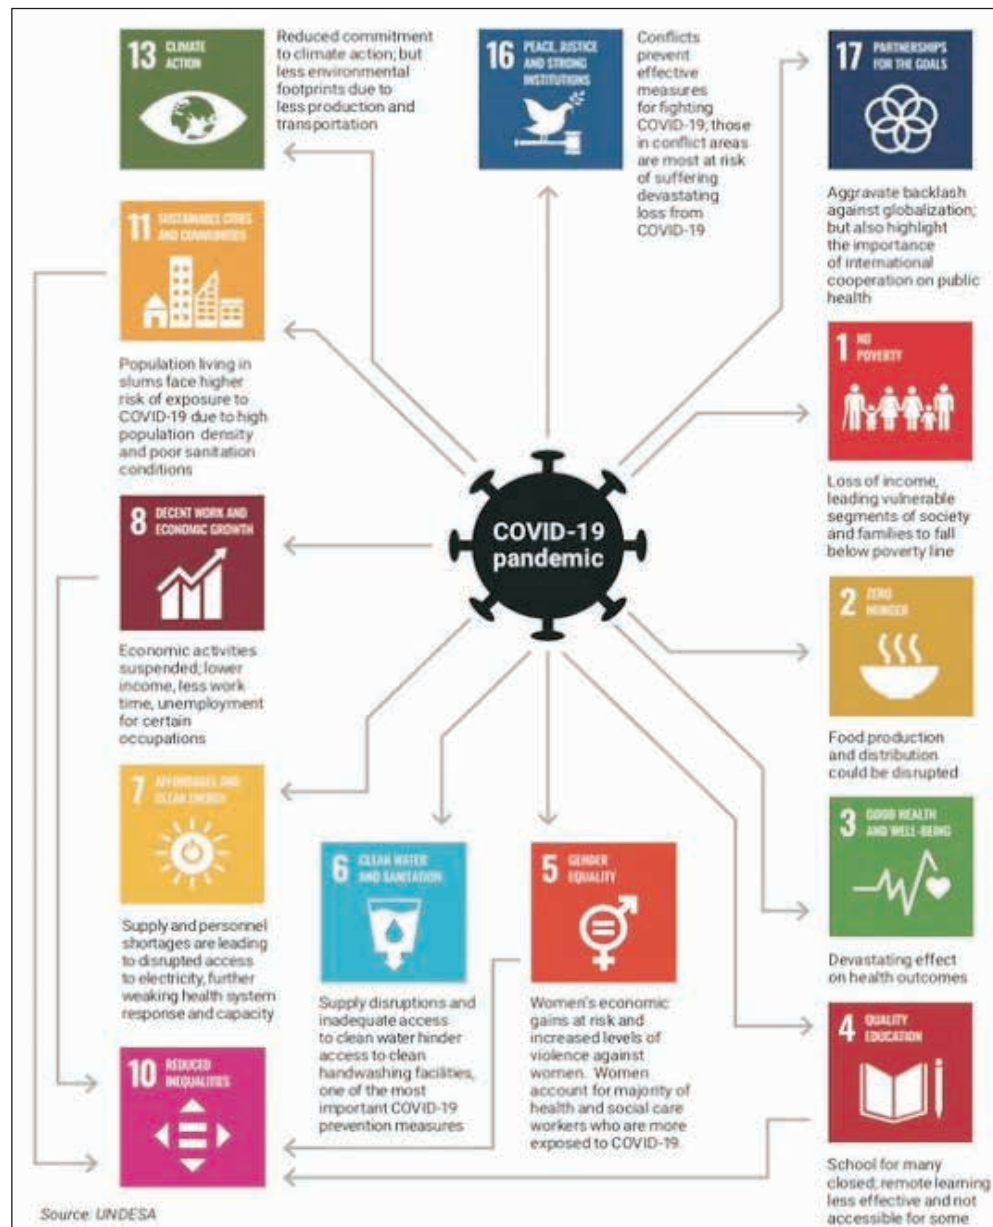 13 CLIMATE
ACTION
Reduced commitment
to climate action; but
less environmental
footprints due to
less production and
transportation
16 PEACE, JUSTICE
AND STRONG
INSTITUTIONS
Conflicts
prevent
effective
measures
for fighting
COVID-19; those
in conflict areas
are most at risk
of suffering
devastating
loss from
COVID-19
17 PARTNERSHIPS
FOR THE GOALS
Aggravate backlash
against globalization;
but also highlight
the importance
of international
cooperation on public
health
11 SUSTAINABLE CITIES
AND COMMUNITIES
Population living in
slums face higher
risk of exposure to
COVID-19 due to high
population density
and poor sanitation
conditions
1 NO
POVERTY
Loss of income,
leading vulnerable
segments of society
and families to fall
below poverty line
8 DECENT WORK AND
ECONOMIC GROWTH
Economic activities
suspended; lower
income, less work
time, unemployment
for certain
occupations
COVID-19
pandemic
2 ZERO
HUNGER
Food production
and distribution
could be disrupted
7 AFFORDABLE AND
CLEAN ENERGY
Supply and personnel
shortages are leading
to disrupted access
to electricity, further
weaking health system
response and capacity
6 CLEAN WATER
AND SANITATION
Supply disruptions and
inadequate access
to clean water hinder
access to clean
handwashing facilities,
one of the most
important COVID-19
prevention measures
5 GENDER
EQUALITY
Women's economic
gains at risk and
increased levels of
violence against
women. Women
account for majority of
health and social care
workers who are more
exposed to COVID-19.
3 GOOD HEALTH
AND WELL-BEING
Devastating effect
on health outcomes
4 QUALITY
EDUCATION
School for many
closed; remote learning
less effective and not
accessible for some
10 REDUCED
INEQUALITIES
Source: UNDESA